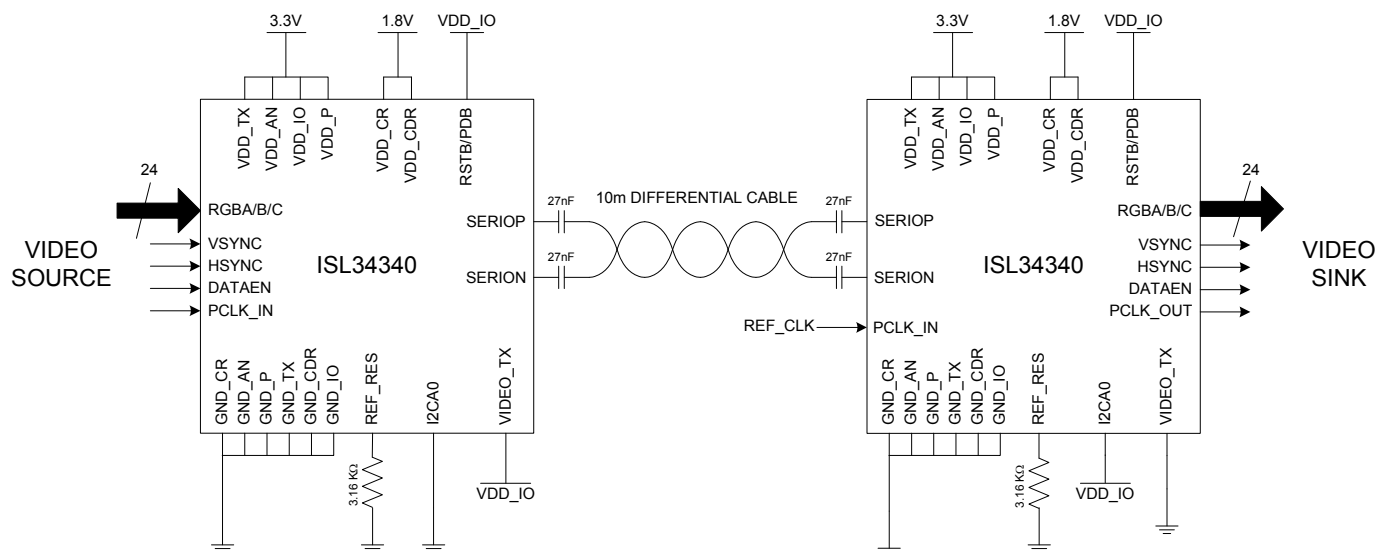 3.3V
1.8V
VDD_IO
3.3V
1.8V
VDD_IO
VDD_TX
VDD_AN
VDD_IO
VDD_P
VDD_CR
VDD_CDR
RSTB/PDB
VDD_TX
VDD_AN
VDD_IO
VDD_P
VDD_CR
VDD_CDR
RSTB/PDB
24
RGBA/B/C
VIDEO
SOURCE
VSYNC
HSYNC
DATAEN
PCLK_IN
ISL34340
SERIOP
SERION
27nF
27nF
10m DIFFERENTIAL CABLE
27nF
27nF
SERIOP
SERION
REF_CLK
PCLK_IN
ISL34340
24
RGBA/B/C
VSYNC
HSYNC
DATAEN
PCLK_OUT
VIDEO
SINK
GND_CR
GND_AN
GND_P
GND_TX
GND_CDR
GND_IO
REF_RES
I2CA0
VIDEO_TX
3.16 KΩ
VDD_IO
GND_CR
GND_AN
GND_P
GND_TX
GND_CDR
GND_IO
REF_RES
I2CA0
VIDEO_TX
3.16 KΩ
VDD_IO